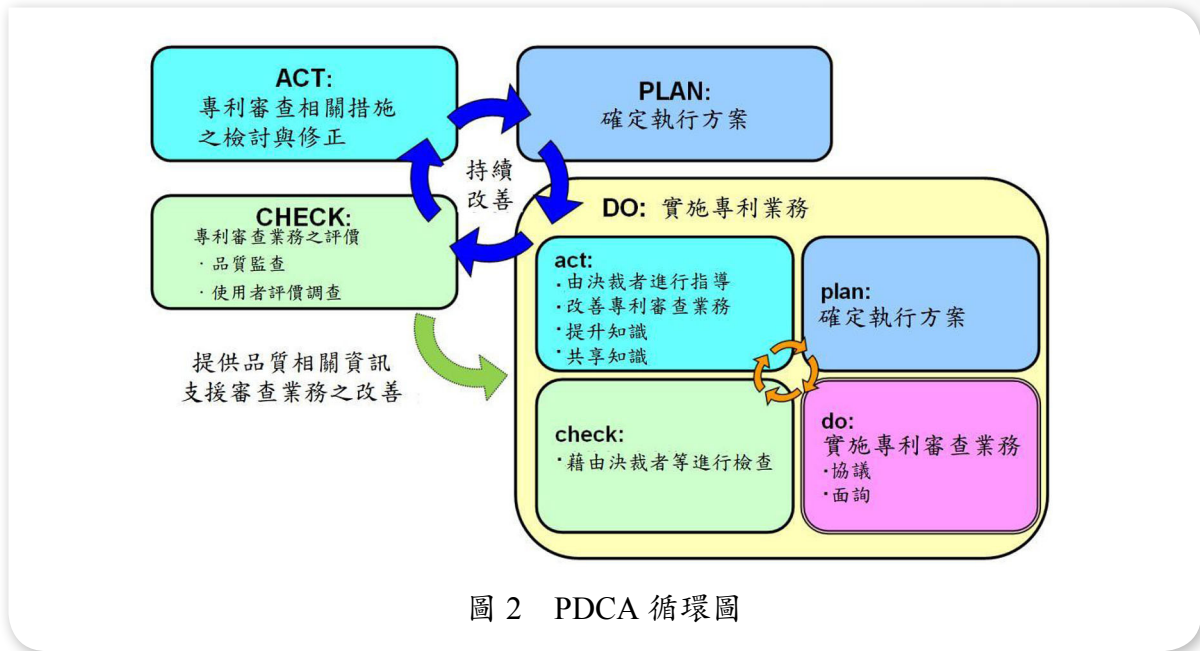 ACT:
專利審查相關措施
之檢討與修正
PLAN:
確定執行方案
持續
改善
CHECK:
專利審查業務之評價
·品質監查
·使用者評價調查
DO: 實施專利業務
act:
·由決裁者進行指導
·改善專利審查業務
·提升知識
·共享知識
plan:
確定執行方案
提供品質相關資訊
支援審查業務之改善
check:
·藉由決裁者等進行檢查
do:
實施專利審查業務
·協議
·面詢
圖 2 PDCA 循環圖